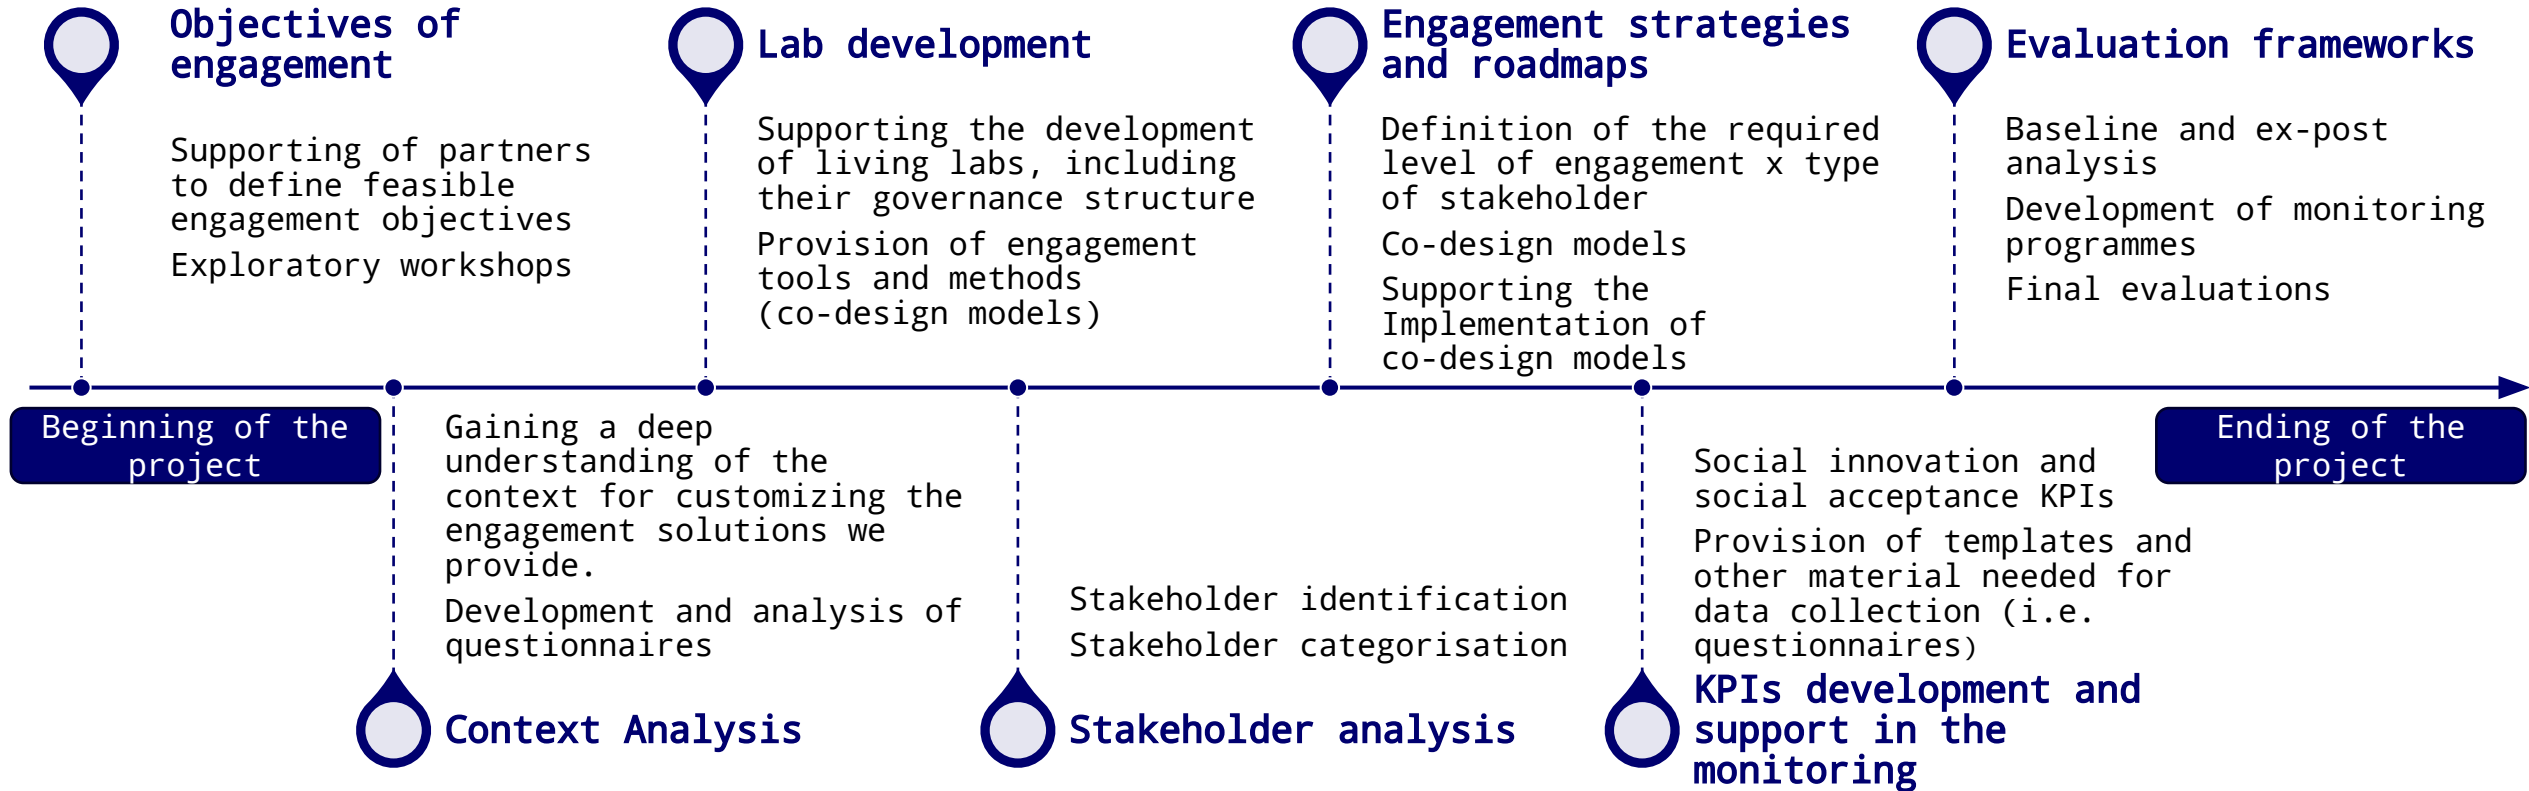 Objectives of
engagement
Supporting of partners
to define feasible
engagement objectives
Exploratory workshops
Lab development
Supporting the development
of living labs, including
their governance structure
Provision of engagement
tools and methods
(co-design models)
Engagement strategies
and roadmaps
Definition of the required
level of engagement x type
of stakeholder
Co-design models
Supporting the
Implementation of
co-design models
Evaluation frameworks
Baseline and ex-post
analysis
Development of monitoring
programmes
Final evaluations
Beginning of the
project
Ending of the
project
Gaining a deep
understanding of the
context for customizing the
engagement solutions we
provide.
Development and analysis of
questionnaires
Context Analysis
Stakeholder identification
Stakeholder categorisation
Stakeholder analysis
Social innovation and
social acceptance KPIs
Provision of templates and
other material needed for
data collection (i.e.
questionnaires)
KPIs development and
support in the
monitoring